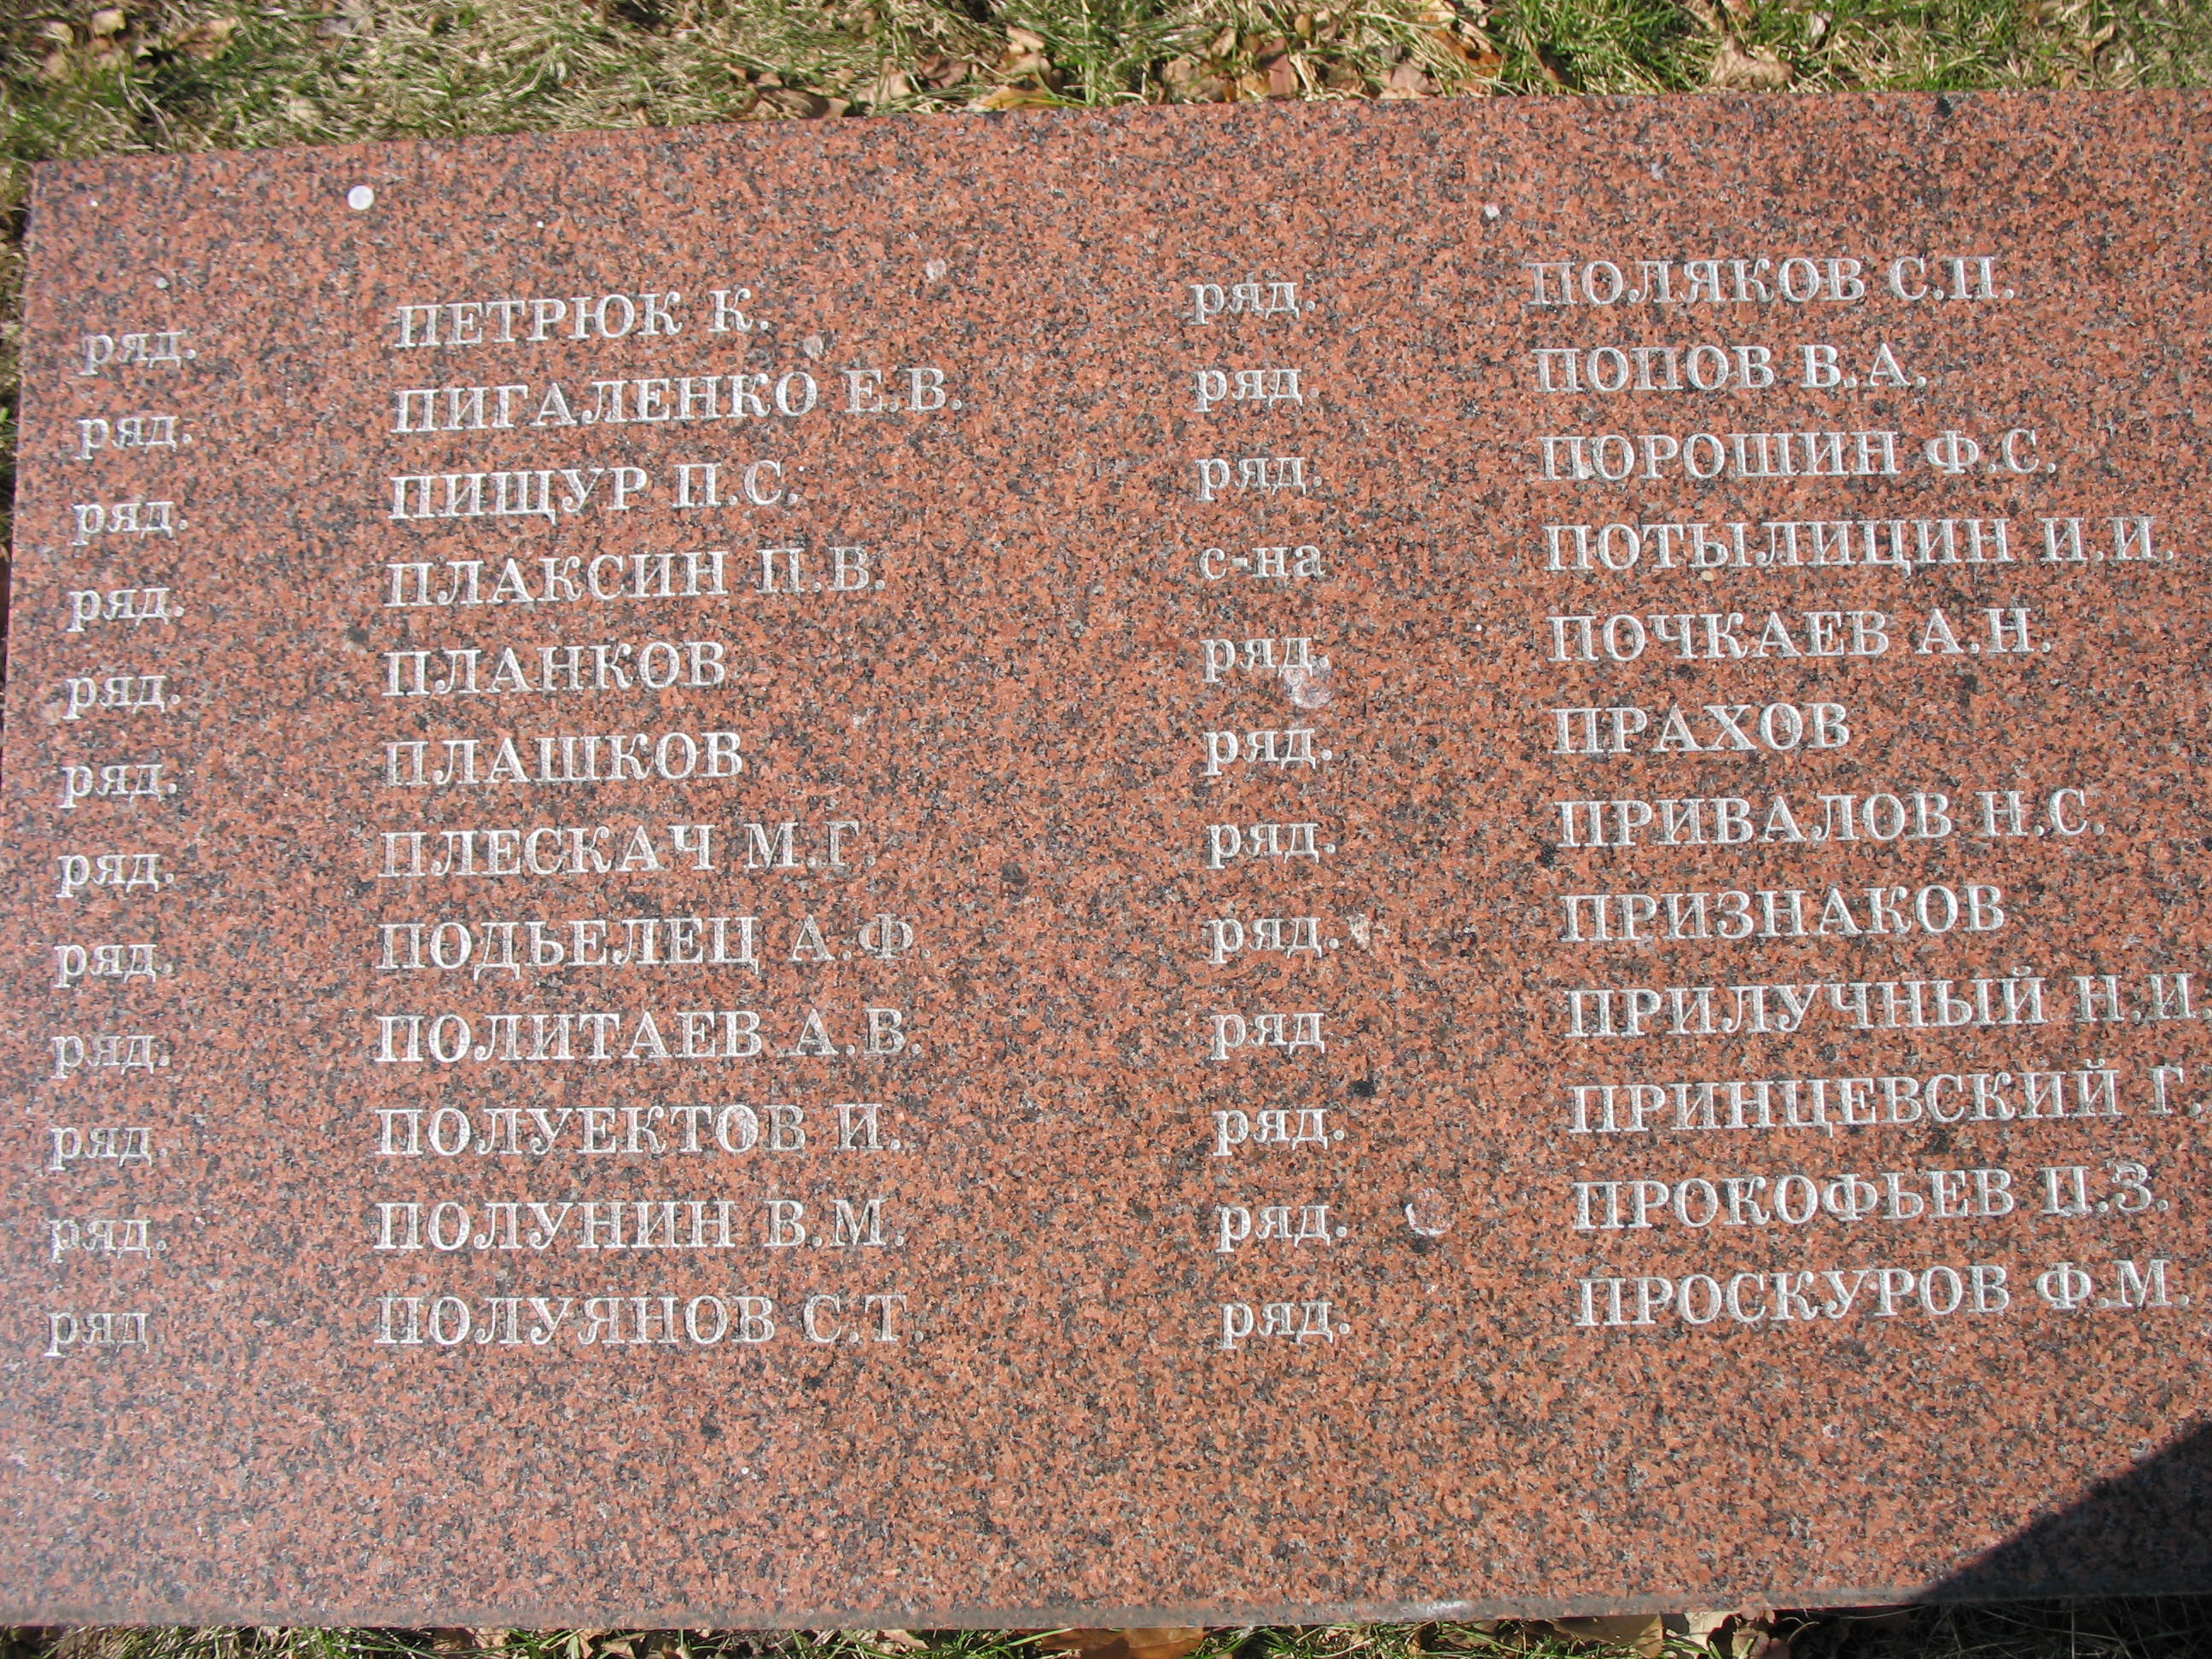 ряд. ПЕТРЮК К.
ряд. ПИГАЛЕНКО Е.В.
ряд. ПИЩУР П.С.
ряд. ПЛАКСИН П.В.
ряд. ПЛАНКОВ
ряд. ПЛАШКОВ
ряд. ПЛЕСКАЧ М.Г.
ряд. ПОДЬЕЛЕЦ А.Ф.
ряд. ПОЛИТАЕВ А.В.
ряд. ПОЛУЕКТОВ И.
ряд. ПОЛУНИН В.М.
ряд ПОЛУЯНОВ С.Т.
ряд. ПОЛЯКОВ С.П.
ряд. ПОПОВ В.А.
ряд. ПОРОШИН Ф.С.
с-на ПОТЫЛИЦИН И.И.
ряд. ПОЧКАЕВ А.Н.
ряд. ПРАХОВ
ряд. ПРИВАЛОВ Н.С.
ряд. ПРИЗНАКОВ
ряд ПРИЛУЧНЫЙ Н.И.
ряд. ПРИНЦЕВСКИЙ Г.
ряд. ПРОКОФЬЕВ П.З.
ряд. ПРОСКУРОВ Ф.М.